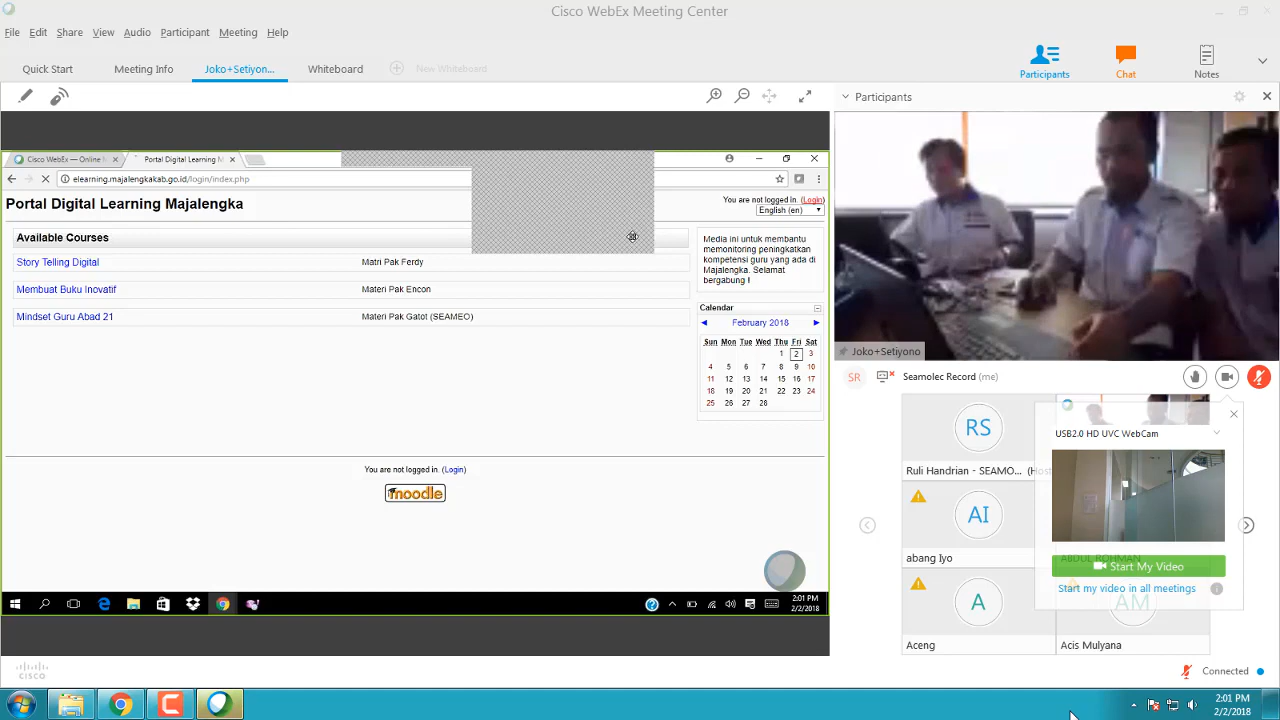 Cisco WebEx Meeting Center
File Edit Share View Audio Participant Meeting Help
Quick Start Meeting Info Joko+Setiyon... Whiteboard New Whiteboard
Participants Chat Notes
Participants
Cisco WebEx — Online
Portal Digital Learning M
elearning.majalengkakab.go.id/login/index.php
Portal Digital Learning Majalengka
You are not logged in. (Login)
English (en)
Available Courses
Story Telling Digital Matri Pak Ferdy
Membuat Buku Inovatif Materi Pak Encon
Mindset Guru Abad 21 Materi Pak Gatot (SEAMEO)
Media ini untuk membantu
memonitoring peningkatkan
kompetensi guru yang ada di
Majalengka. Selamat
bergabung !
Calendar
February 2018
Sun Mon Tue Wed Thu Fri Sat
1 2 3
4 5 6 7 8 9 10
11 12 13 14 15 16 17
18 19 20 21 22 23 24
25 26 27 28
You are not logged in. (Login)
moodle
2:01 PM
2/2/2018
Joko+Setiyono
SR Seamolec Record (me)
RS
Ruli Handrian - SEAMO... (Host
AI
abang Iyo
A
Aceng
USB2.0 HD UVC WebCam
ABDUL ROHMAN
Start My Video
Start my video in all meetings
AM
Acis Mulyana
CISCO
Connected
2:01 PM
2/2/2018